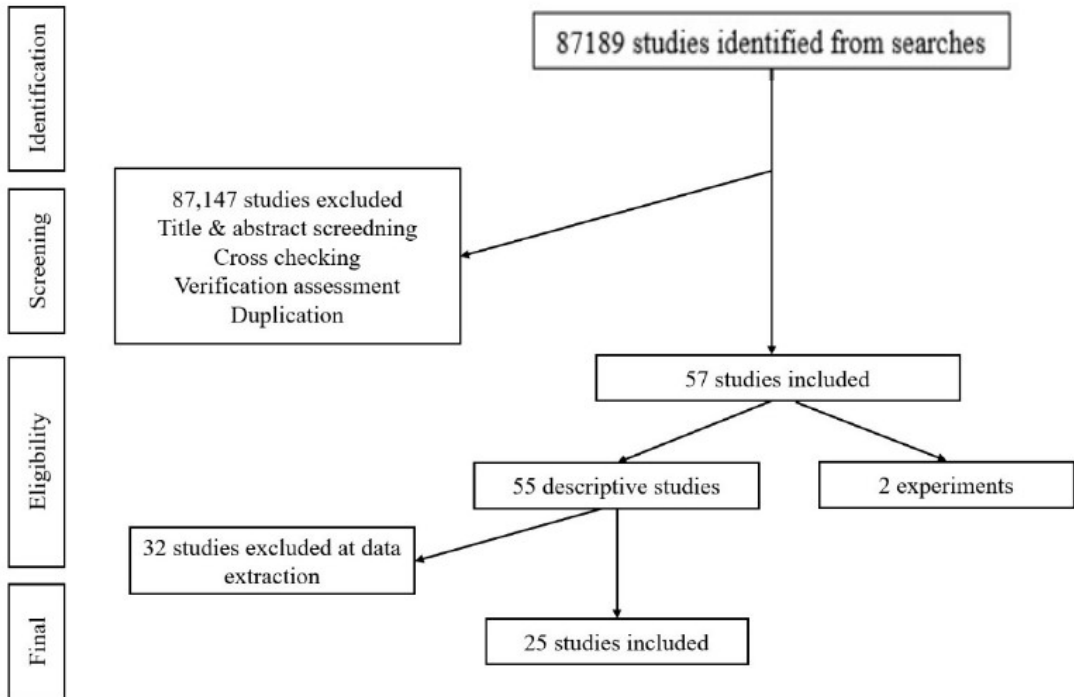 Identification
87189 studies identified from searches
Screening
87,147 studies excluded
Title & abstract screedning
Cross checking
Verification assessment
Duplication
Eligibility
57 studies included
55 descriptive studies
2 experiments
32 studies excluded at data
extraction
Final
25 studies included